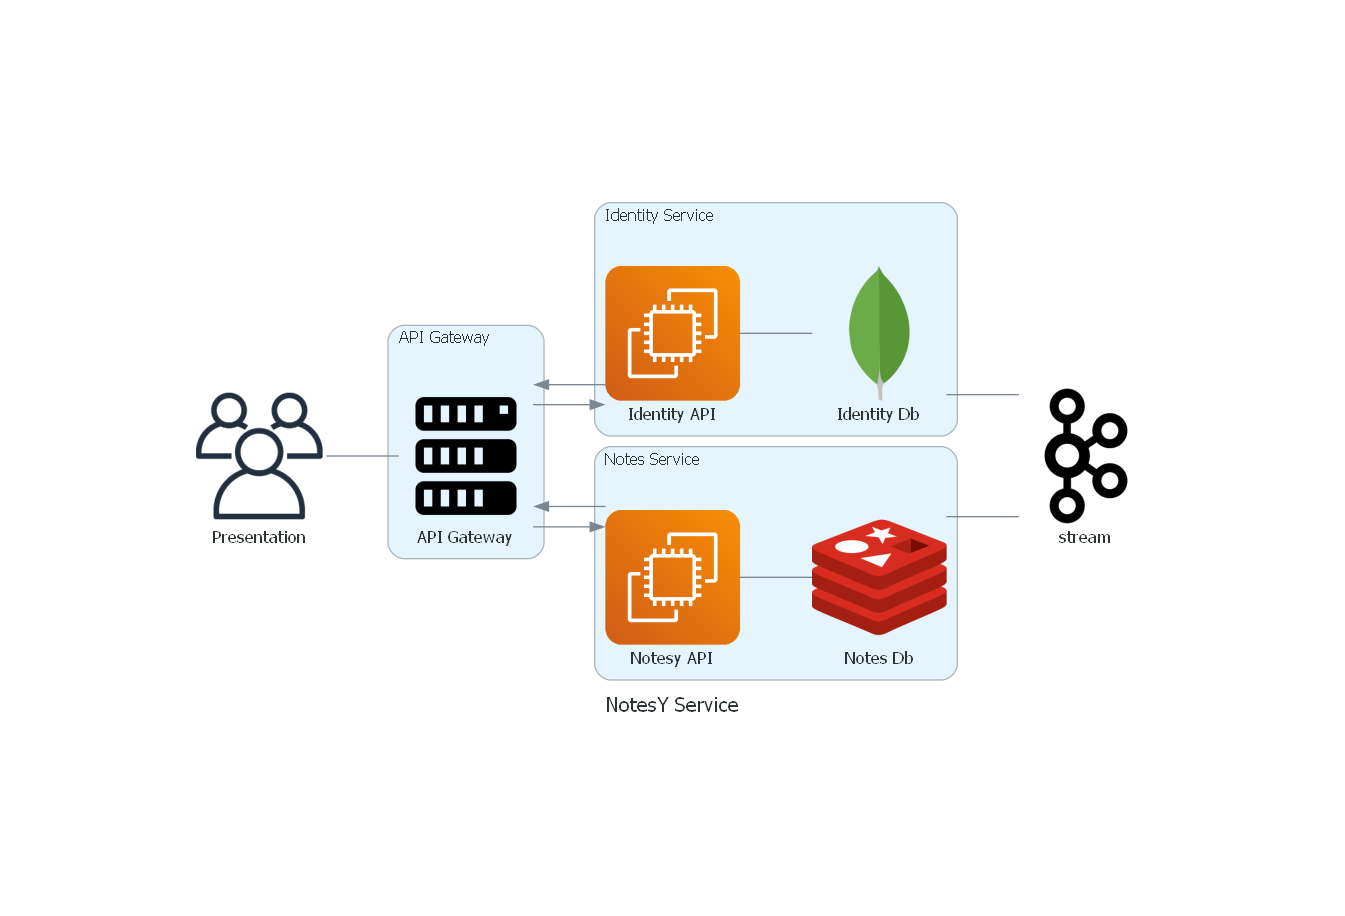 Identity Service
Identity API
Identity Db
API Gateway
API Gateway
Presentation
Notes Service
Notesy API
Notes Db
stream
NotesY Service